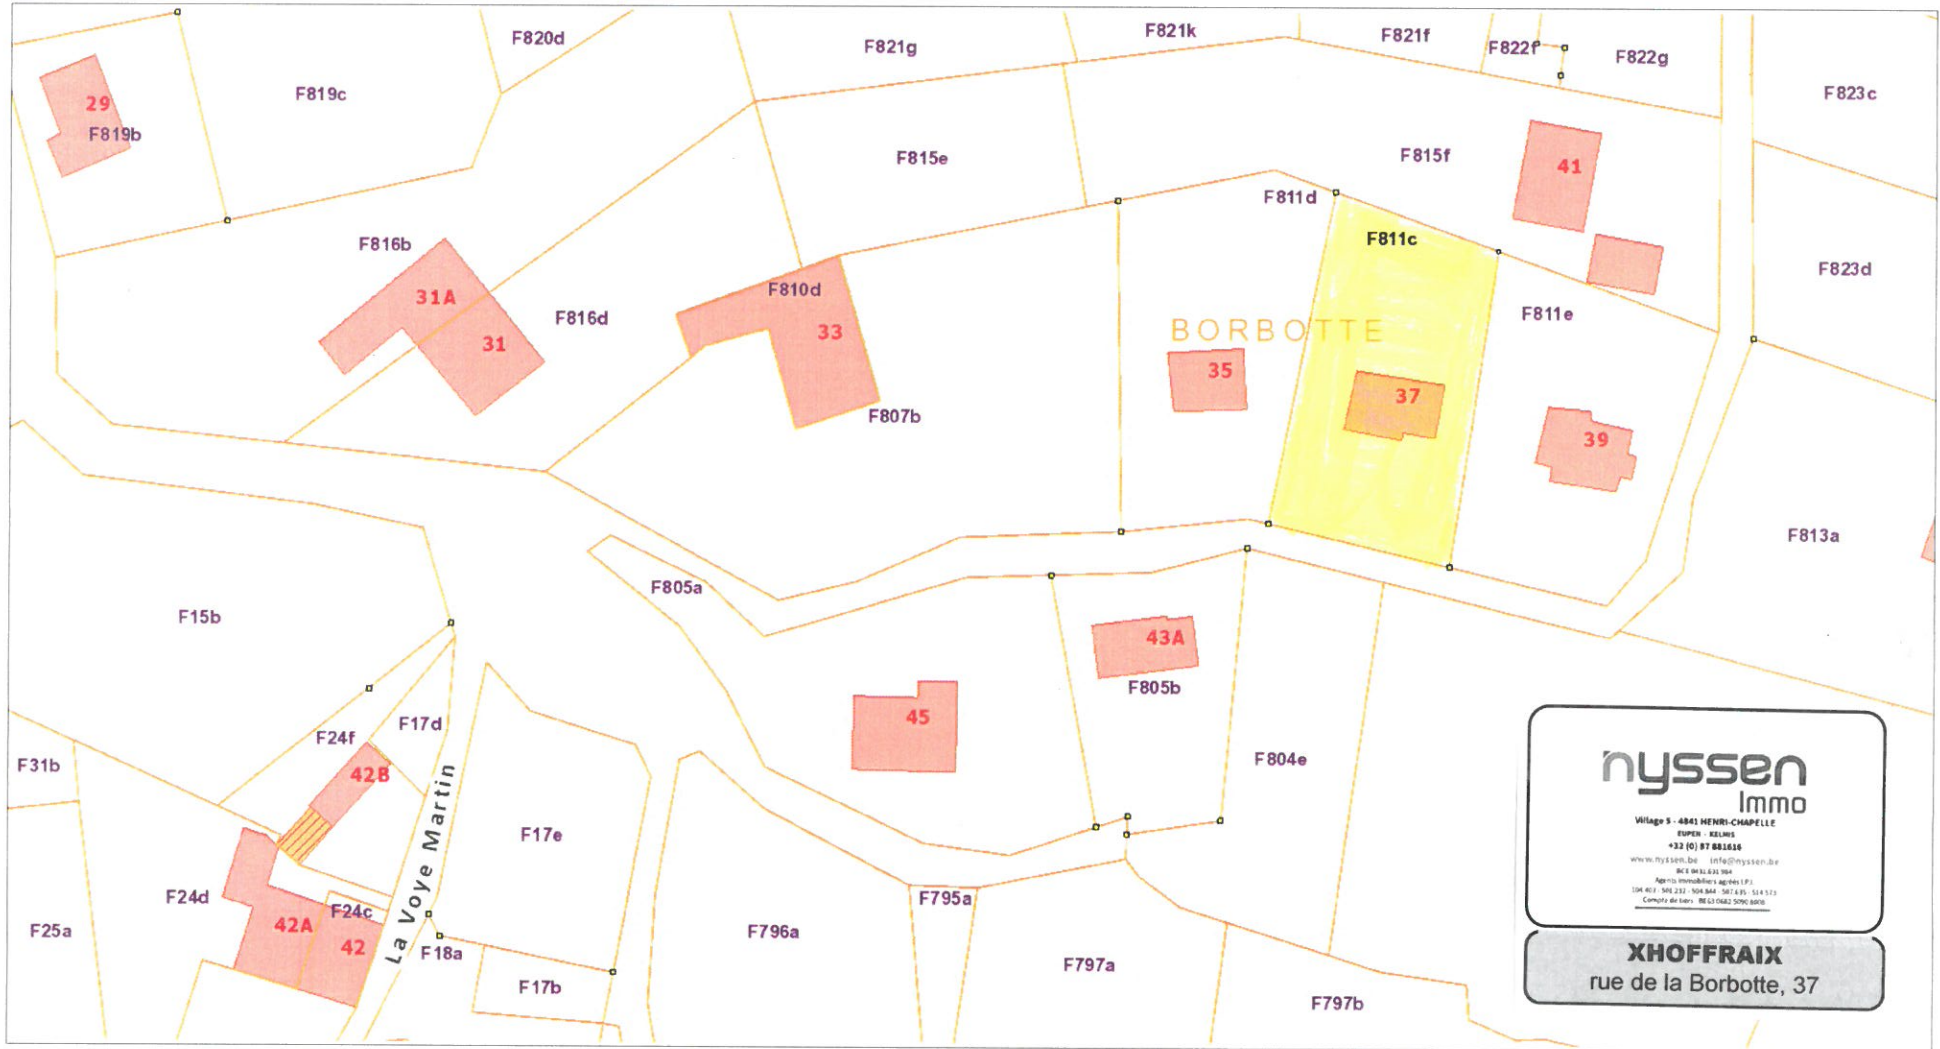 F820d
F821g
F821k
F821f
F822f
F822g
F819c
F823c
29
F819b
F815e
F815f
41
F811d
F811c
F816b
F823d
31A
F810d
F816d
31
33
BORBOTTE
F811e
35
37
F807b
39
F813a
F805a
F15b
43A
F805b
45
F17d
F24f
F31b
42B
F804e
La Voye Martin
F17e
F24d
F24c
F795a
42A
42
F25a
F18a
F796a
F797a
F17b
F797b
nyssen
Immo
Village 5 - 4841 HENRI-CHAPELLE
EUPEN - KELMIS
+32 (0) 87 881616
www.nyssen.be info@nyssen.be
Agents immobiliers agréés I.P.I.
XHOFFRAIX
rue de la Borbotte, 37